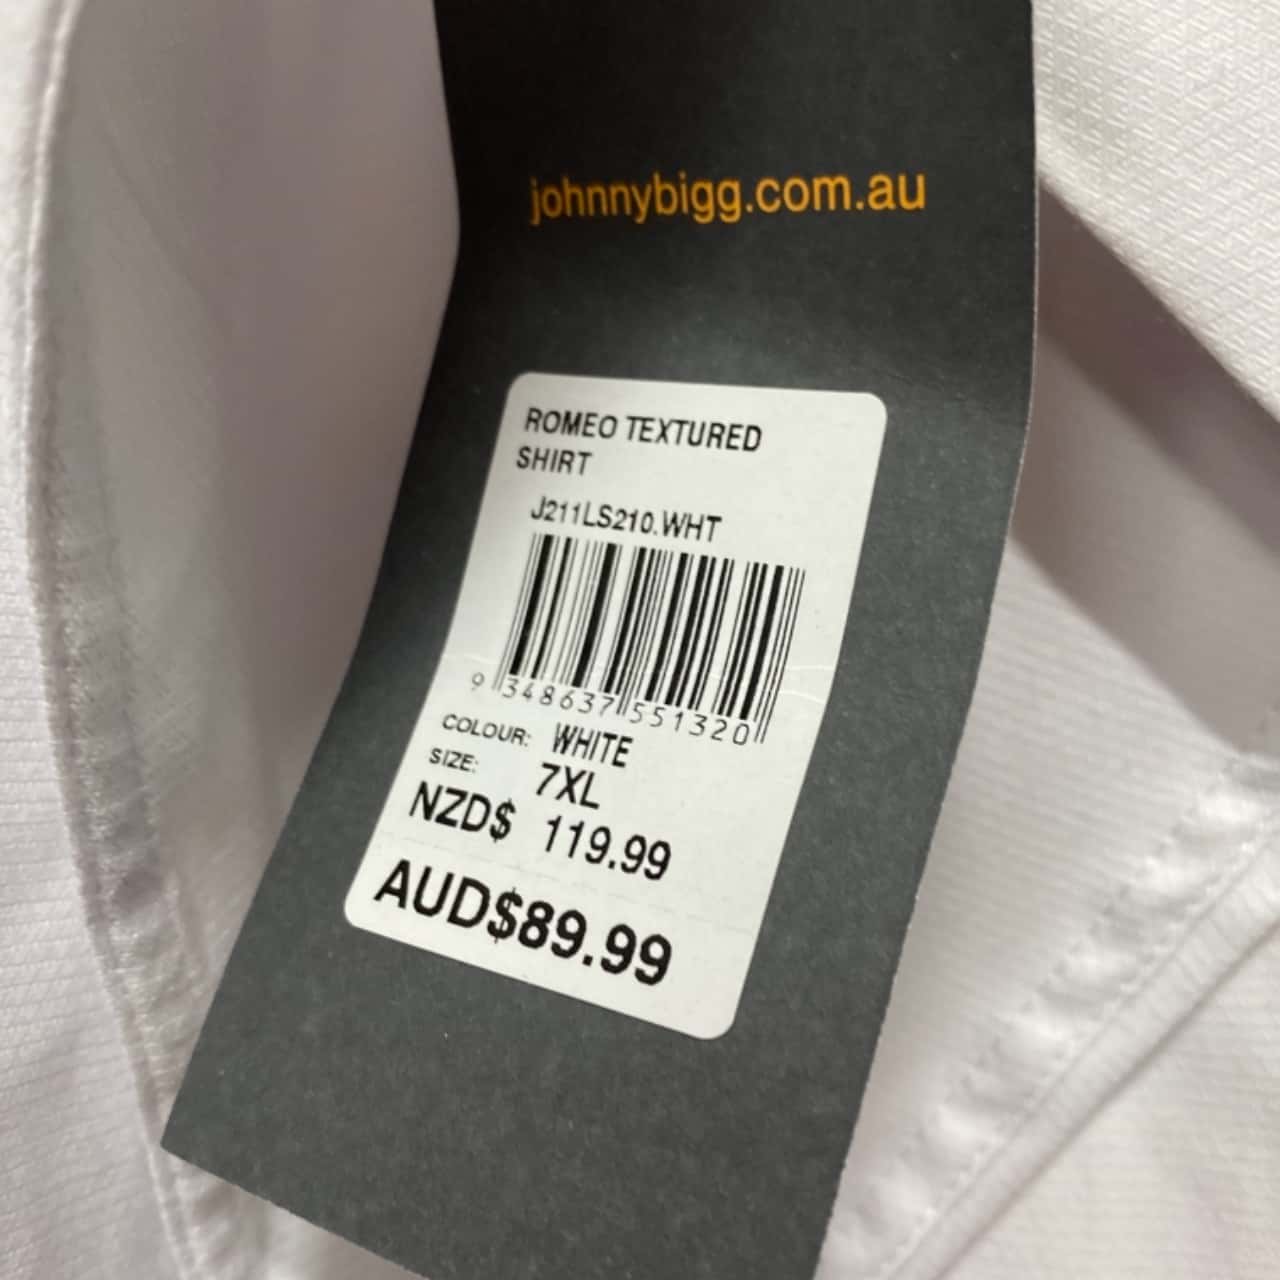 johnnybigg.com.au
ROMEO TEXTURED
SHIRT
J211LS210.WHT
9 348637 551320
COLOUR: WHITE
SIZE: 7XL
NZD$ 119.99
AUD$89.99